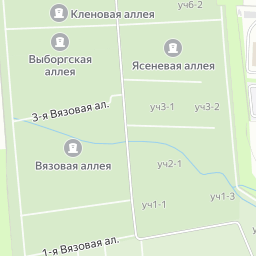 уч6-2
Кленовая аллея
Выборгская
аллея
Ясеневая аллея
3-я Вязовая ал.
уч3-1
уч3-2
Вязовая аллея
уч2-1
уч1-3
уч1-1
1-я Вязовая ал.